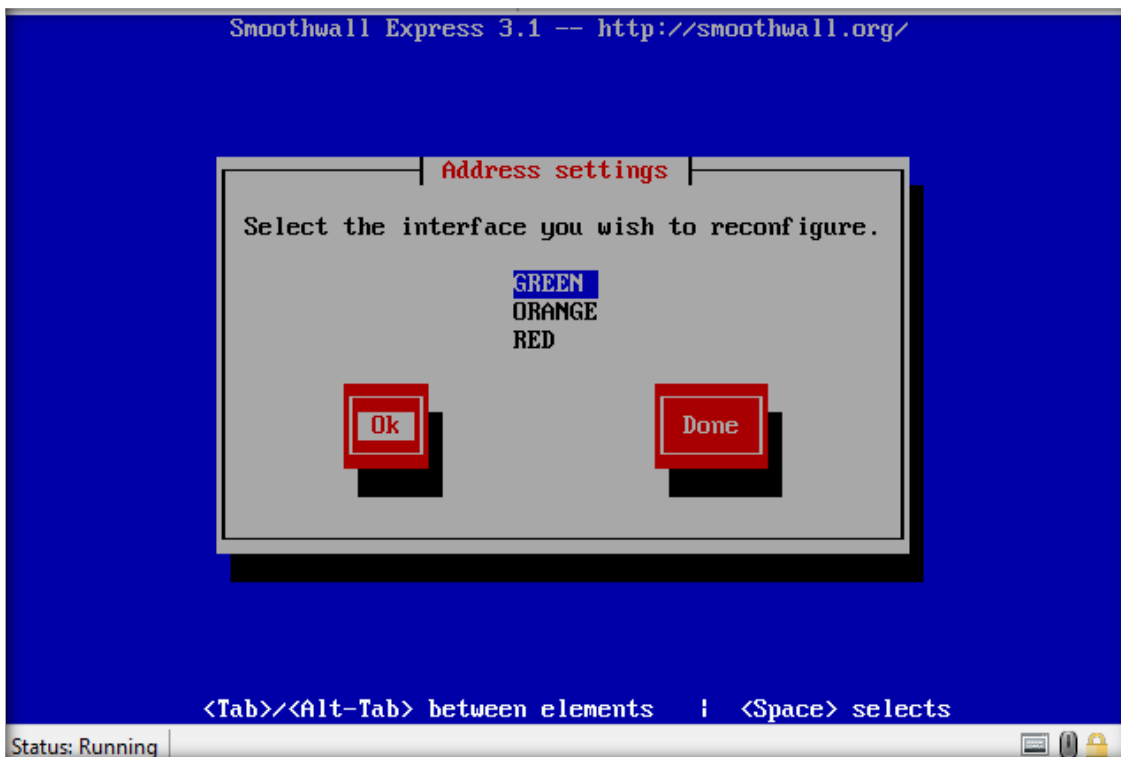 Smoothwall Express 3.1 -- http://smoothwall.org/
Address settings
Select the interface you wish to reconfigure.
GREEN
ORANGE
RED
Ok Done
<Tab>/<Alt-Tab> between elements | <Space> selects
Status: Running